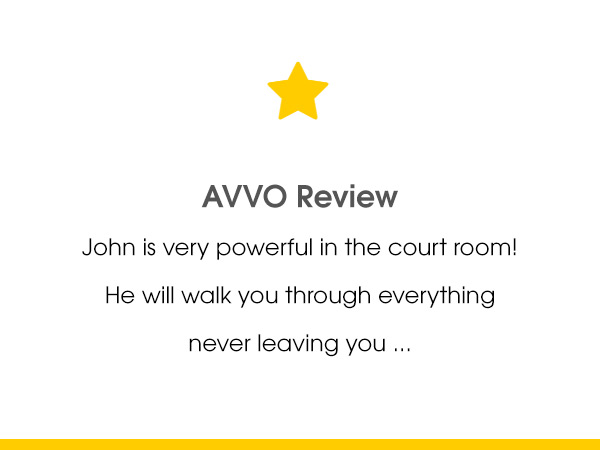 AVVO Review
John is very powerful in the court room!
He will walk you through everything
never leaving you ...